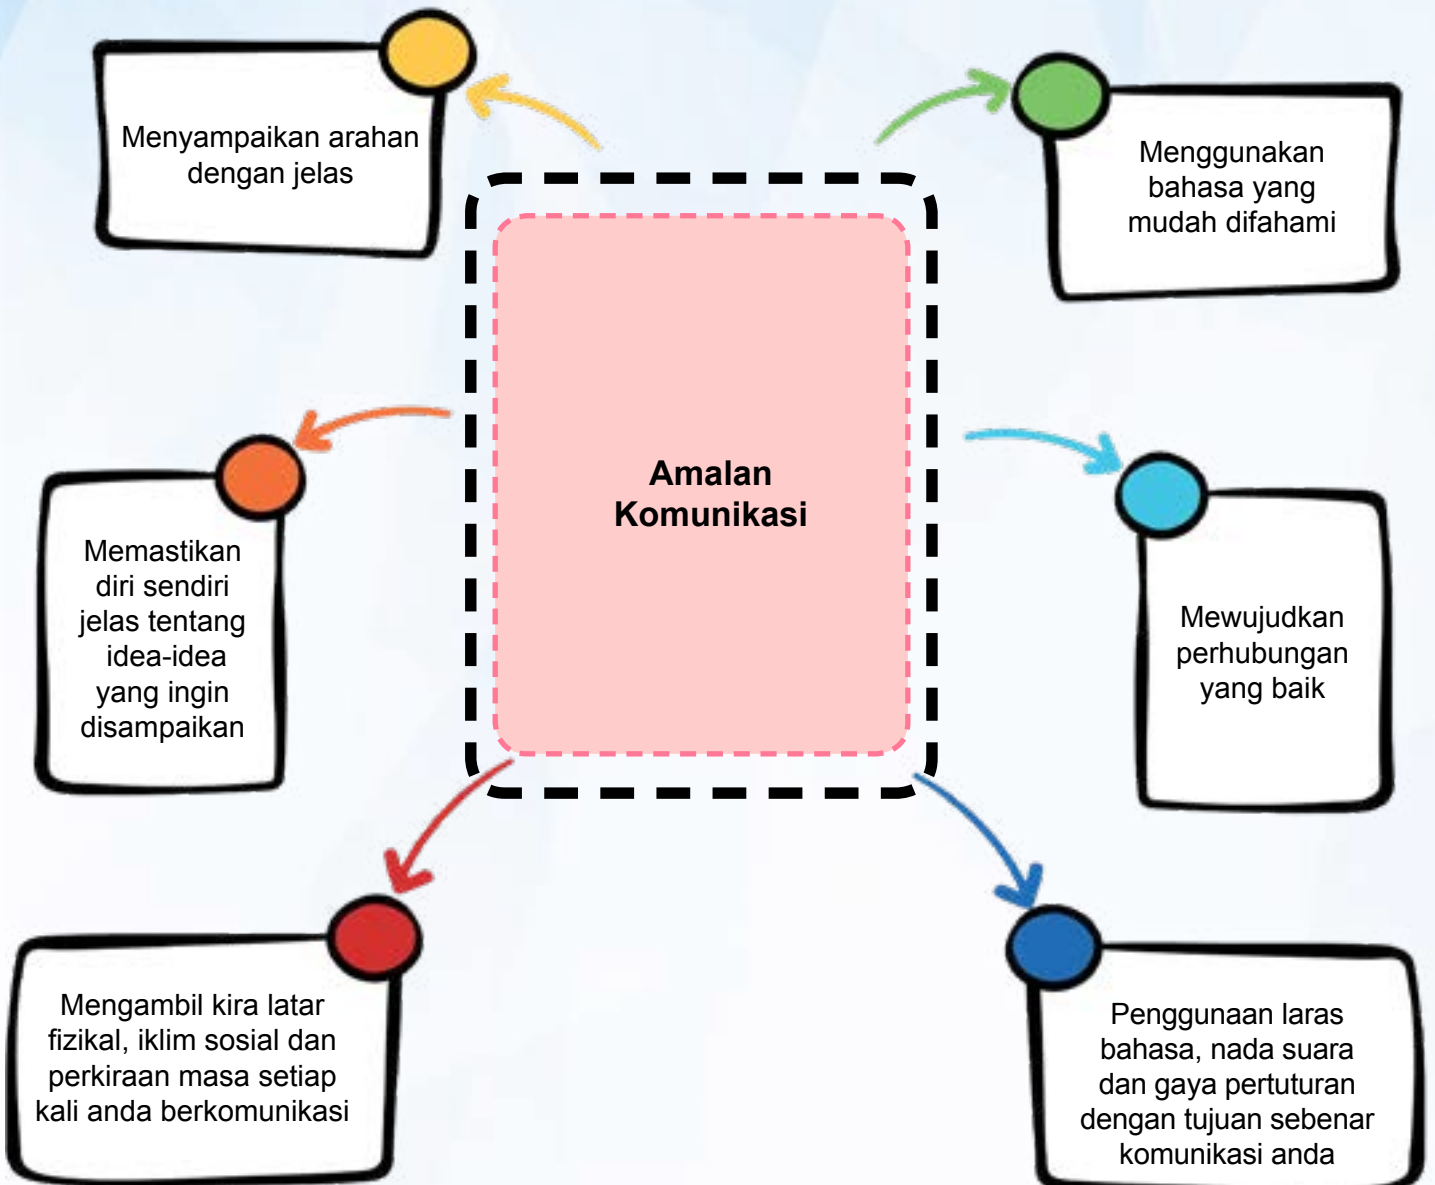 Menyampaikan arahan
dengan jelas
Menggunakan
bahasa yang
mudah difahami
Amalan
Komunikasi
Memastikan
diri sendiri
jelas tentang
idea-idea
yang ingin
disampaikan
Mewujudkan
perhubungan
yang baik
Mengambil kira latar
fizikal, iklim sosial dan
perkiraan masa setiap
kali anda berkomunikasi
Penggunaan laras
bahasa, nada suara
dan gaya pertuturan
dengan tujuan sebenar
komunikasi anda